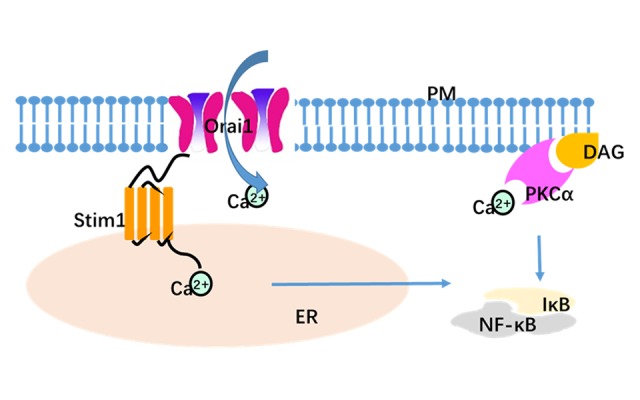 PM
Orai1
DAG
Ca2+
PKCα
Ca2+
Stim1
Ca2+
IκB
ER
NF-κB